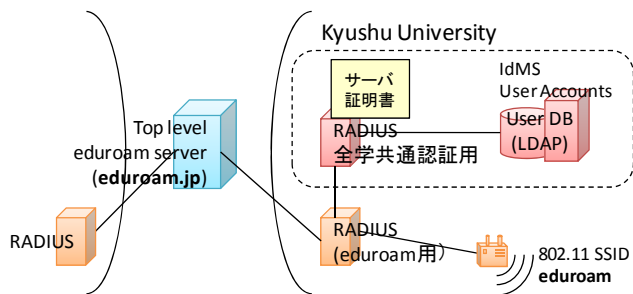 Kyushu University
サーバ
証明書
IdMS
User Accounts
User DB
(LDAP)
RADIUS
全学共通認証用
Top level
eduroam server
(eduroam.jp)
RADIUS
RADIUS
(eduroam用）
802.11 SSID
eduroam